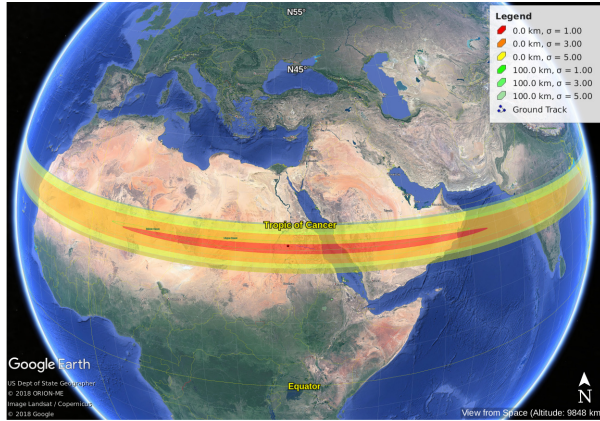 N55°
N45°
Legend
0.0 km, σ = 1.00
0.0 km, σ = 3.00
0.0 km, σ = 5.00
100.0 km, σ = 1.00
100.0 km, σ = 3.00
100.0 km, σ = 5.00
Ground Track
Tropic of Cancer
Google Earth
US Dept of State Geographer
© 2018 ORION-ME
Image Landsat / Copernicus
© 2018 Google
Equator
N
View from Space (Altitude: 9848 km